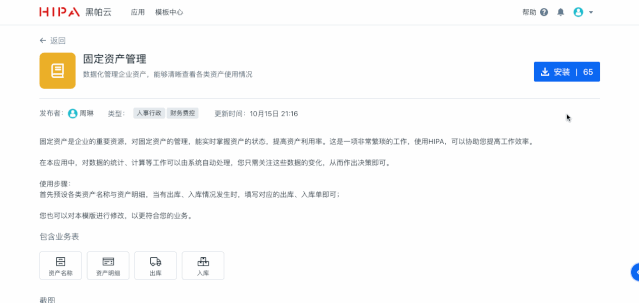 HIPA 黑帕云 应用 模板中心 帮助
返回
固定资产管理
数据化管理企业资产，能够清晰查看各类资产使用情况
安装 | 65
发布者： 周琳 类型： 人事行政 财务费控 更新时间：10月15日 21:16
固定资产是企业的重要资源，对固定资产的管理，能实时掌握资产的状态，提高资产利用率。这是一项非常繁琐的工作，使用HIPA，可以协助您提高工作效率。
在本应用中，对数据的统计、计算等工作可以由系统自动处理，您只需关注这些数据的变化，从而作出决策即可。
使用步骤：
首先预设各类资产名称与资产明细，当有出库、入库情况发生时，填写对应的出库、入库单即可；
您也可以对本模版进行修改，以更符合您的业务。
包含业务表
资产名称 资产明细 出库 入库
截图